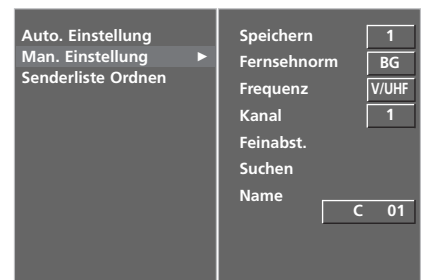 Auto. Einstellung
Man. Einstellung ►
Senderliste Ordnen
Speichern 1
Fernsehnorm BG
Frequenz V/UHF
Kanal 1
Feinabst.
Suchen
Name
C 01